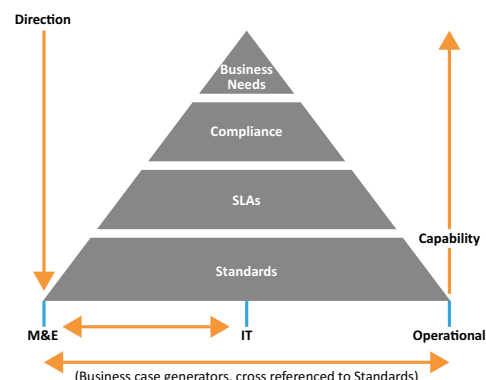 Direction
Business
Needs
Compliance
SLAs
Capability
Standards
M&E
IT
Operational
(Business case generators, cross referenced to Standards)